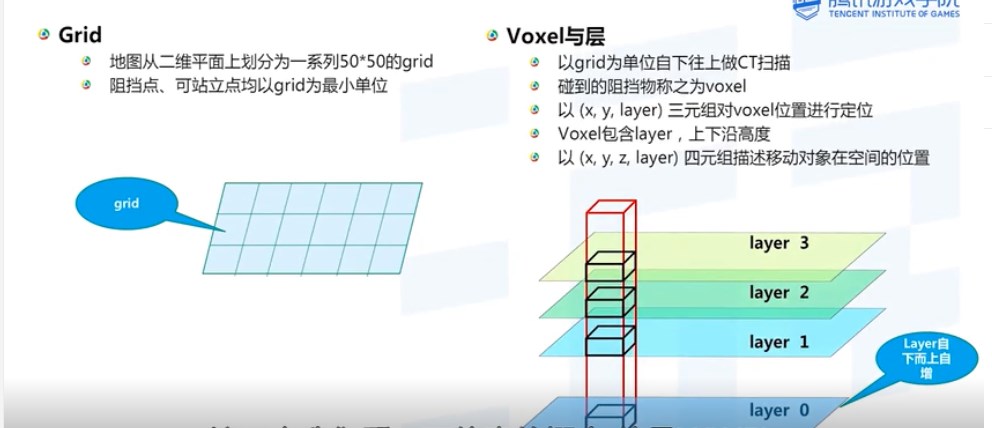 TENCENT INSTITUTE OF GAMES
Grid
地图从二维平面上划分为一系列50*50的grid
阻挡点、可站立点均以grid为最小单位
grid
Voxel与层
以grid为单位自下往上做CT扫描
碰到的阻挡物称之为voxel
以 (x, y, layer) 三元组对voxel位置进行定位
Voxel包含layer，上下沿高度
以 (x, y, z, layer) 四元组描述移动对象在空间的位置
layer 3
layer 2
layer 1
layer 0
Layer自
下而上自
增